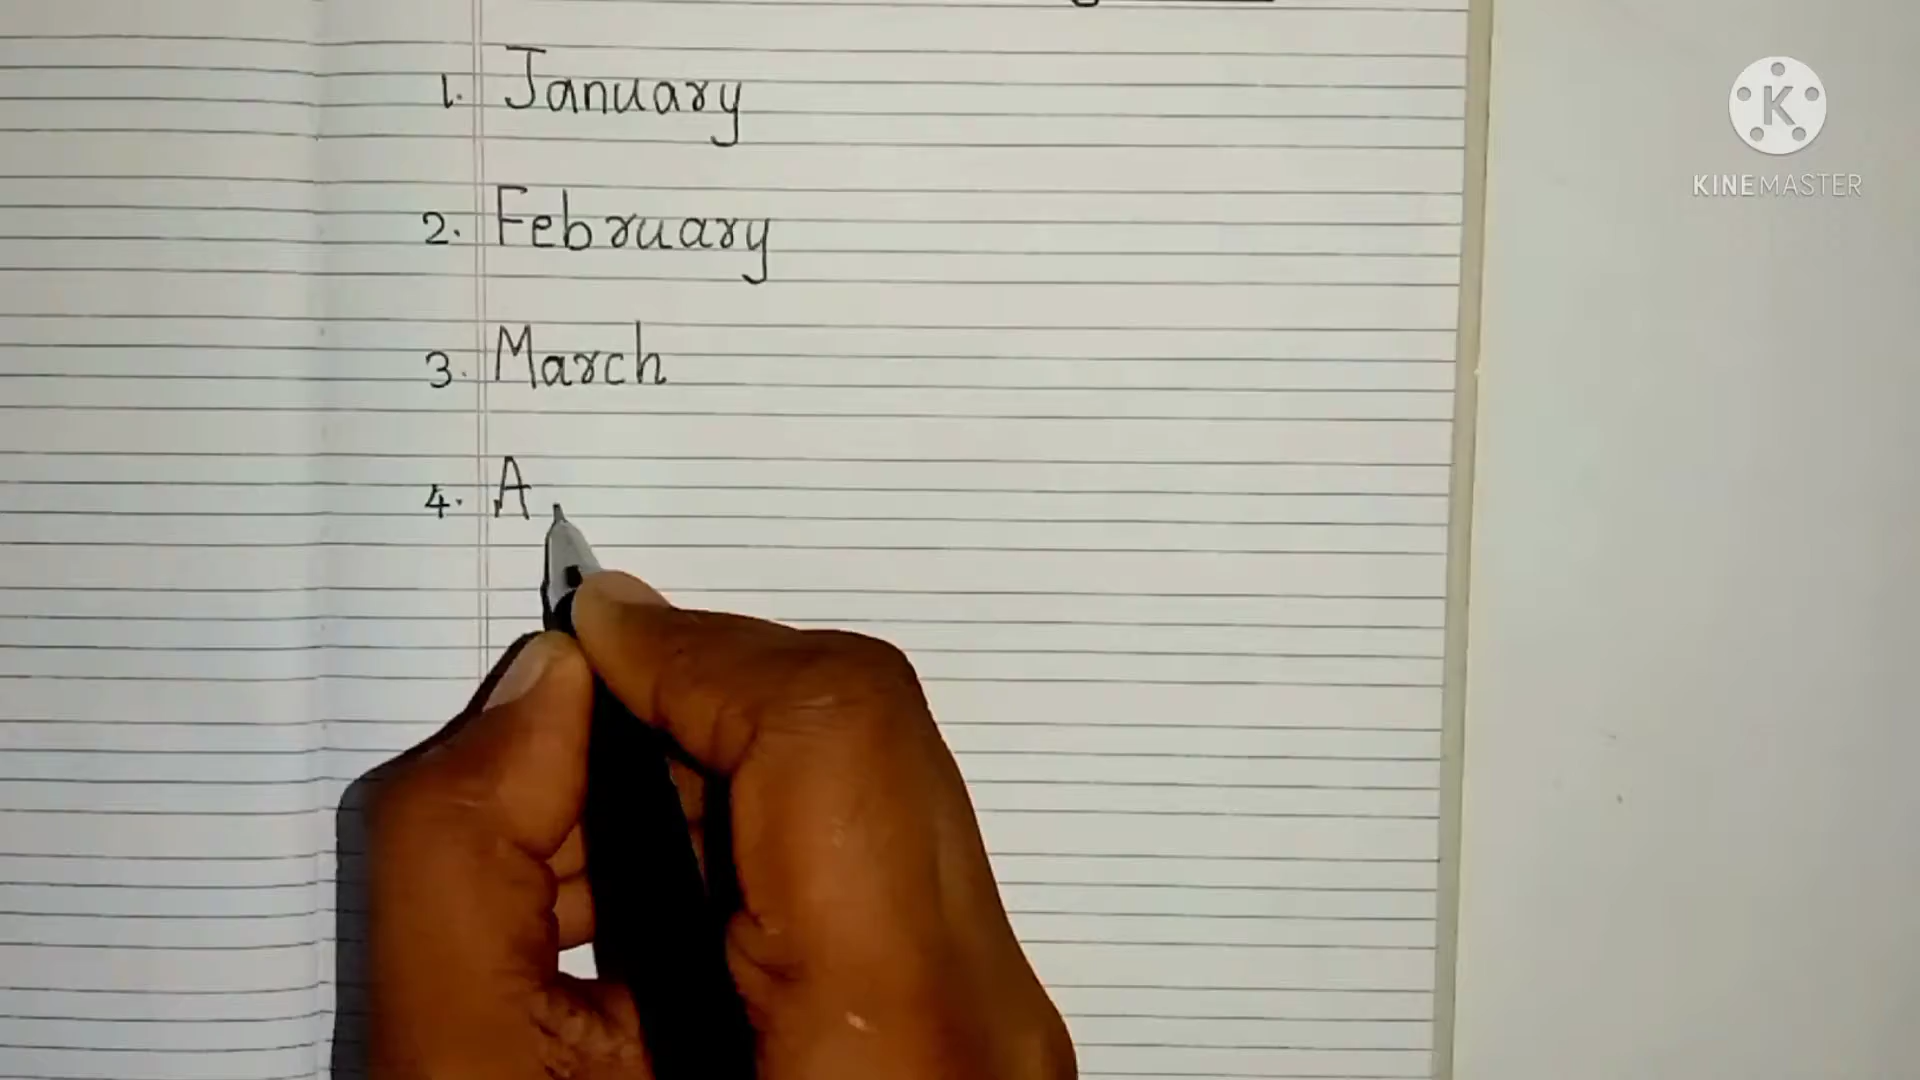 1. January
2. February
3. March
4. A
K
KINEMASTER